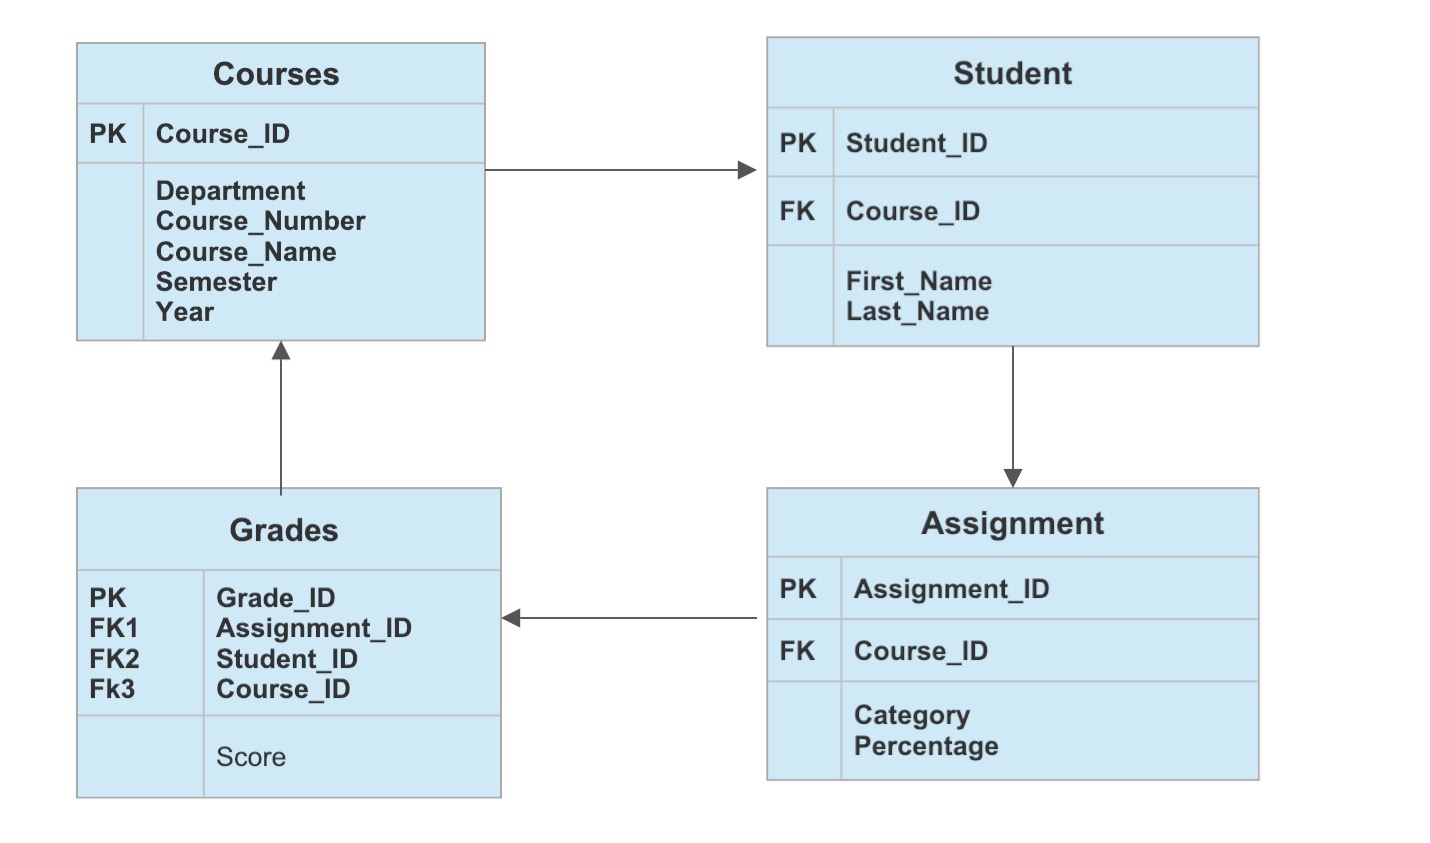 Courses
PK Course_ID
Department
Course_Number
Course_Name
Semester
Year
Student
PK Student_ID
FK Course_ID
First_Name
Last_Name
Grades
PK Grade_ID
FK1 Assignment_ID
FK2 Student_ID
Fk3 Course_ID
Score
Assignment
PK Assignment_ID
FK Course_ID
Category
Percentage